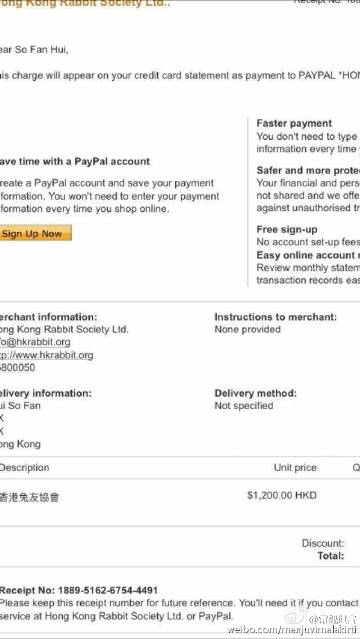 ong Kong Rabbit Society Ltd..
Receipt No: 188
ear So Fan Hui,
is charge will appear on your credit card statement as payment to PAYPAL *HON
Faster payment
You don't need to type
information every time y
ave time with a PayPal account
reate a PayPal account and save your payment
formation. You won't need to enter your payment
formation every time you shop online.
Sign Up Now
Safer and more prote
Your financial and pers
not shared and we offe
against unauthorised tr
Free sign-up
No account set-up fees
Easy online account m
Review monthly statem
transaction records eas
erchant information:
ong Kong Rabbit Society Ltd.
fo@hkrabbit.org
tp://www.hkrabbit.org
5800050
Instructions to merchant:
None provided
elivery information:
ui So Fan
K
K
ong Kong
Delivery method:
Not specified
Description
Unit price
Q
香港兔友協會
$1,200.00 HKD
Discount:
Total:
Receipt No: 1889-5162-6754-4491
Please keep this receipt number for future reference. You'll need it if you contact
service at Hong Kong Rabbit Society Ltd. or PayPal.
weibo.com/manjuvimalakirti